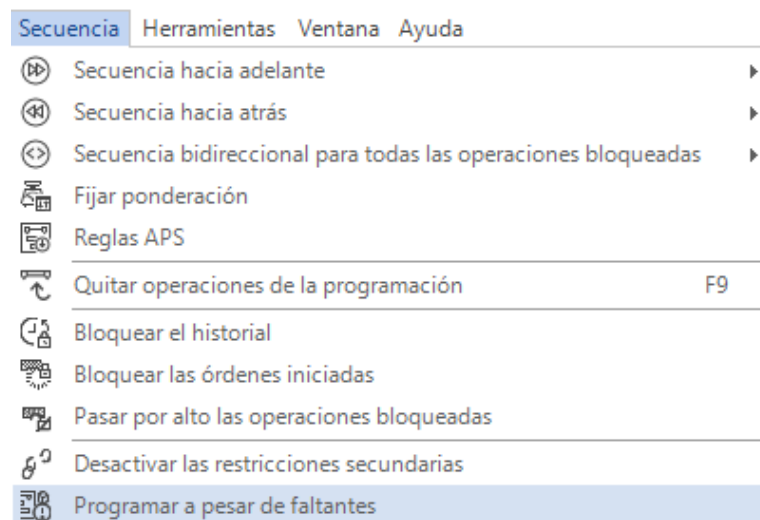 Secuencia Herramientas Ventana Ayuda
Secuencia hacia adelante
Secuencia hacia atrás
Secuencia bidireccional para todas las operaciones bloqueadas
Fijar ponderación
Reglas APS
Quitar operaciones de la programación F9
Bloquear el historial
Bloquear las órdenes iniciadas
Pasar por alto las operaciones bloqueadas
Desactivar las restricciones secundarias
Programar a pesar de faltantes